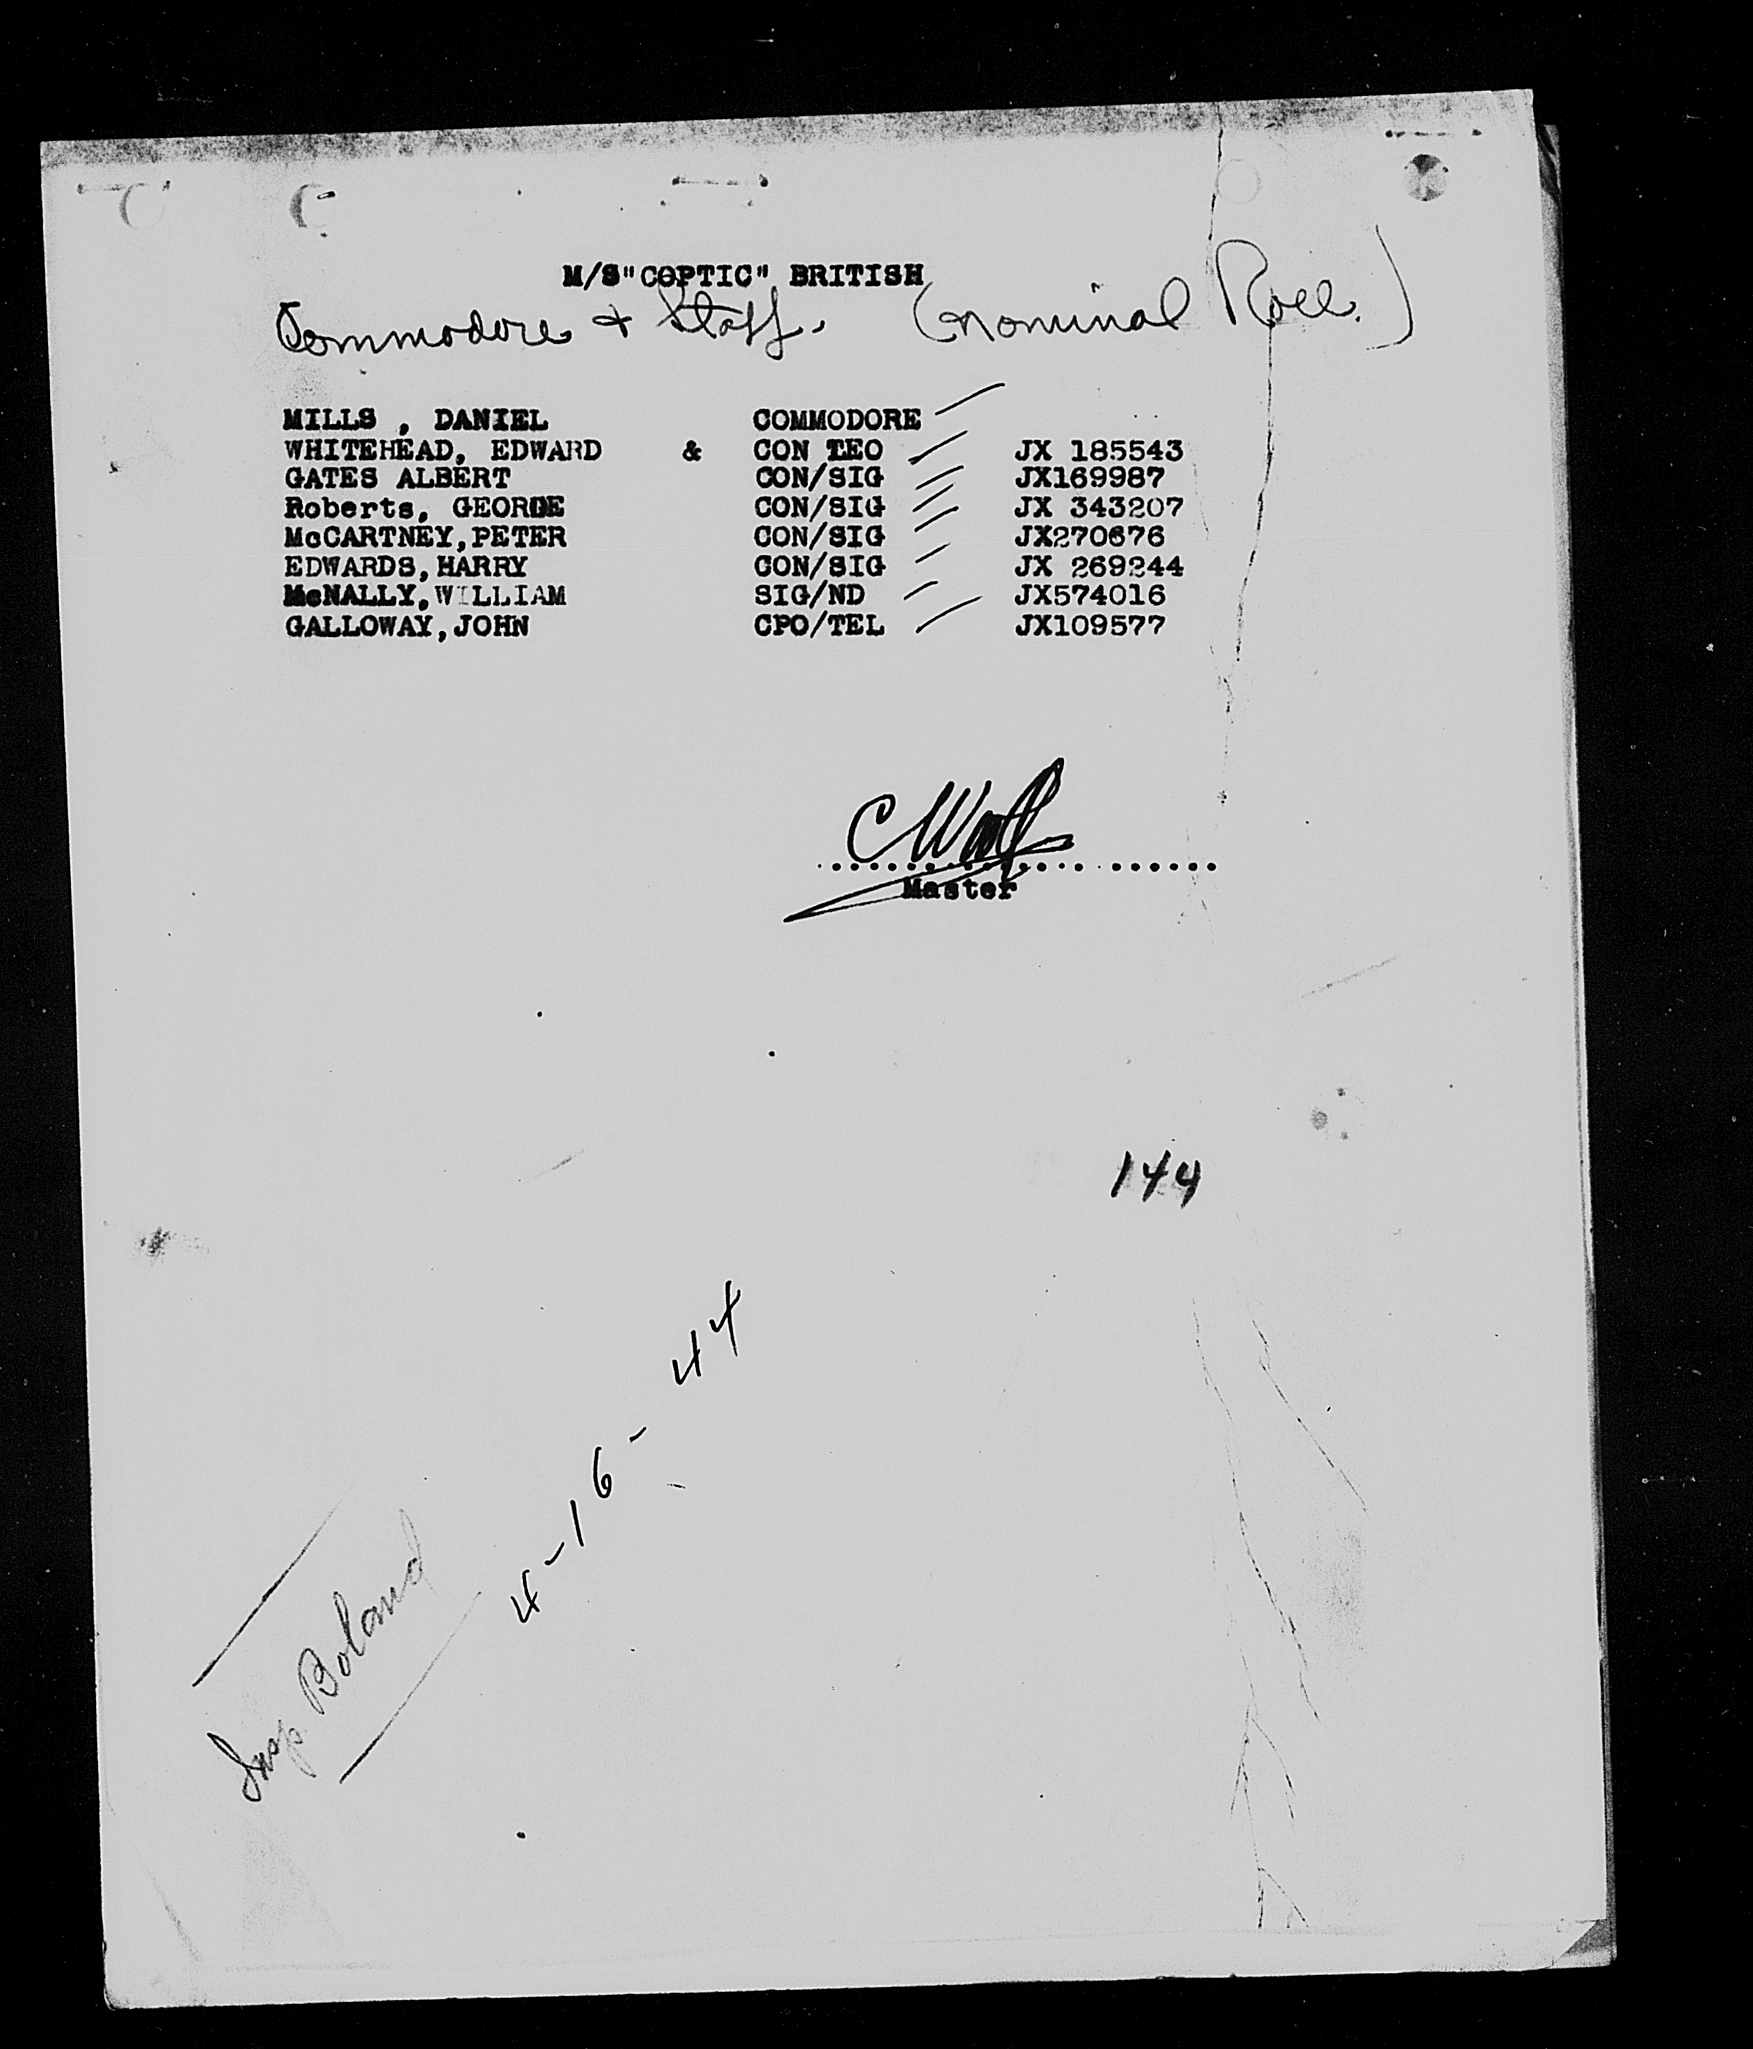 M/S"COPTIC" BRITISH
Commodore & Staff. (Nominal Roll.)
MILLS , DANIEL COMMODORE
WHITEHEAD, EDWARD & CON LEO JX 185543
GATES ALBERT CON/SIG JX169987
Roberts, GEORGE CON/SIG JX 343207
McCARTNEY,PETER CON/SIG JX270676
EDWARDS,HARRY CON/SIG JX 269244
McNALLY,WILLIAM SIG/ND JX574016
GALLOWAY,JOHN CPO/TEL JX109577
....................
Master
144
4-16-44
Insp. Boland